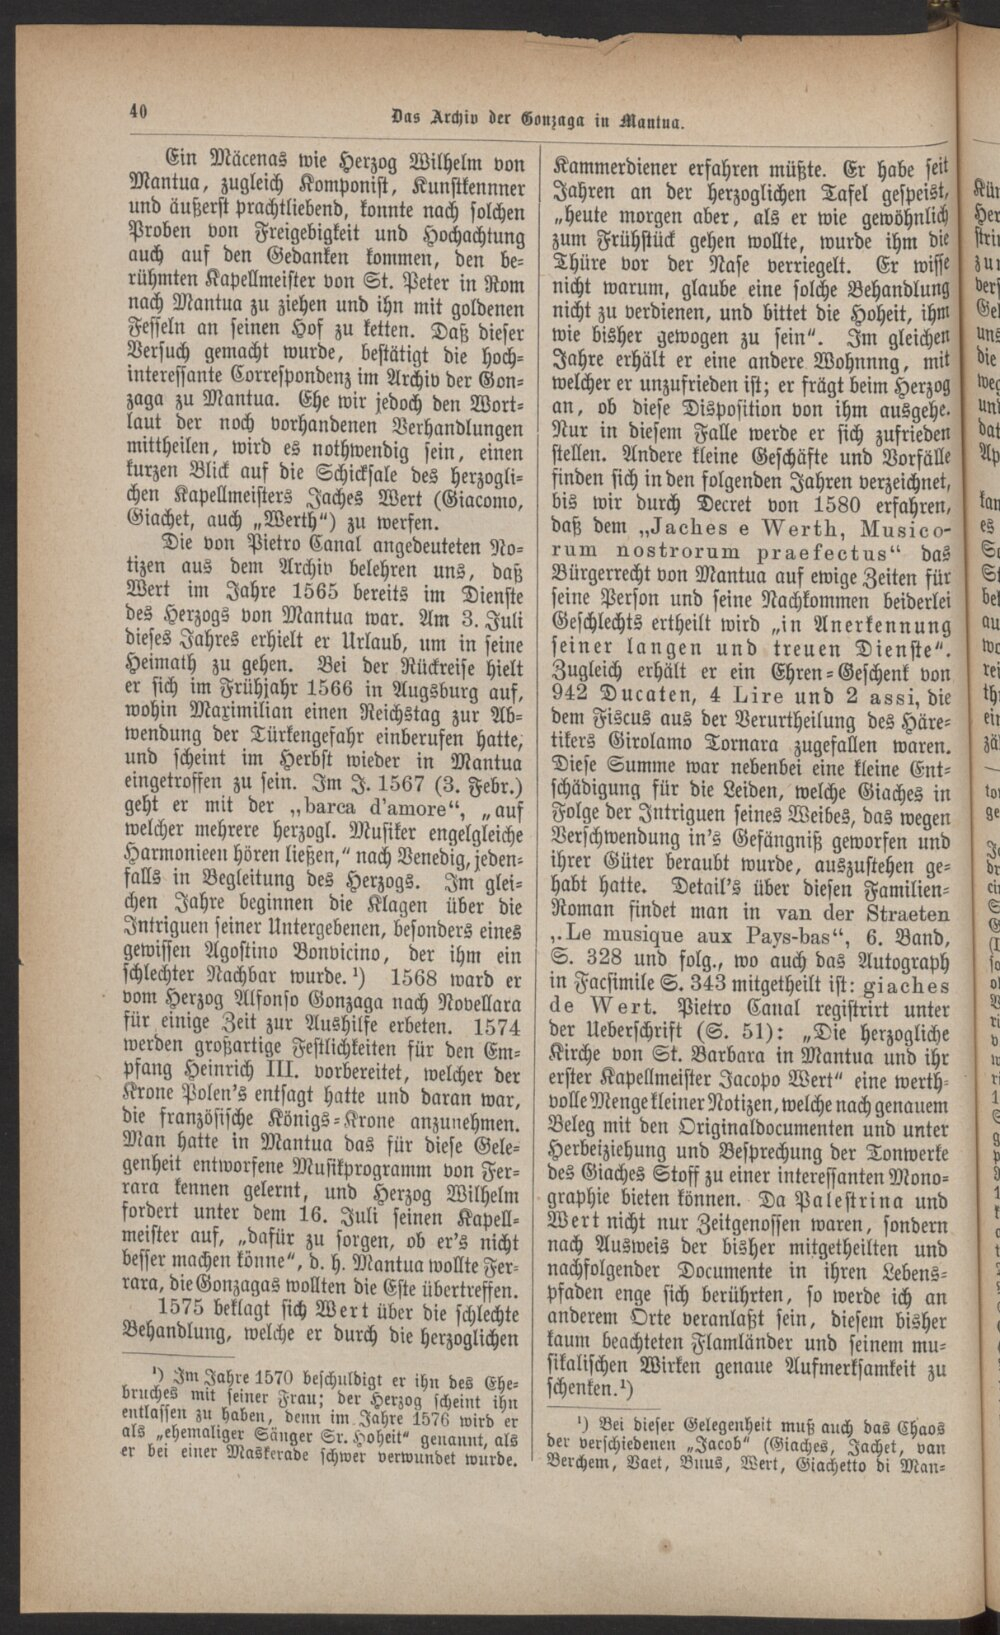 40
Das Archiv der Gonzaga in Mantua.
Ein Mäcenas wie Herzog Wilhelm von
Mantua, zugleich Komponist, Kunstkennner
und äußerst prachtliebend, konnte nach solchen
Proben von Freigebigkeit und Hochachtung
auch auf den Gedanken kommen, den be-
rühmten Kapellmeister von St. Peter in Rom
nach Mantua zu ziehen und ihn mit goldenen
Fesseln an seinen Hof zu ketten. Daß dieser
Versuch gemacht wurde, bestätigt die hoch-
interessante Correspondenz im Archiv der Gon-
zaga zu Mantua. Ehe wir jedoch den Wort-
laut der noch vorhandenen Verhandlungen
mittheilen, wird es nothwendig sein, einen
kurzen Blick auf die Schicksale des herzogli-
chen Kapellmeisters Jaches Wert (Giacomo,
Giachet, auch „Werth“) zu werfen.
Die von Pietro Canal angedeuteten No-
tizen aus dem Archiv belehren uns, daß
Wert im Jahre 1565 bereits im Dienste
des Herzogs von Mantua war. Am 3. Juli
dieses Jahres erhielt er Urlaub, um in seine
Heimath zu gehen. Bei der Rückreise hielt
er sich im Frühjahr 1566 in Augsburg auf,
wohin Maximilian einen Reichstag zur Ab-
wendung der Türkengefahr einberufen hatte,
und scheint im Herbst wieder in Mantua
eingetroffen zu sein. Im J. 1567 (3. Febr.)
geht er mit der „barca d'amore“, „auf
welcher mehrere herzogl. Musiker engelgleiche
Harmonieen hören ließen,“ nach Venedig, jeden-
falls in Begleitung des Herzogs. Im glei-
chen Jahre beginnen die Klagen über die
Intriguen seiner Untergebenen, besonders eines
gewissen Agostino Bonvicino, der ihm ein
schlechter Nachbar wurde.¹) 1568 ward er
vom Herzog Alfonso Gonzaga nach Novellara
für einige Zeit zur Aushilfe erbeten. 1574
werden großartige Festlichkeiten für den Em-
pfang Heinrich III. vorbereitet, welcher der
Krone Polen's entsagt hatte und daran war,
die französische Königs-Krone anzunehmen.
Man hatte in Mantua das für diese Gele-
genheit entworfene Musikprogramm von Fer-
rara kennen gelernt, und Herzog Wilhelm
fordert unter dem 16. Juli seinen Kapell-
meister auf, „dafür zu sorgen, ob er's nicht
besser machen könne“, d. h. Mantua wollte Fer-
rara, die Gonzagas wollten die Este übertreffen.
1575 beklagt sich Wert über die schlechte
Behandlung, welche er durch die herzoglichen
¹) Im Jahre 1570 beschuldigt er ihn des Ehe-
bruches mit seiner Frau; der Herzog scheint ihn
entlassen zu haben, denn im Jahre 1576 wird er
als „ehemaliger Sänger Sr. Hoheit“ genannt, als
er bei einer Maskerade schwer verwundet wurde.
Kammerdiener erfahren müßte. Er habe seit
Jahren an der herzoglichen Tafel gespeist,
„heute morgen aber, als er wie gewöhnlich
zum Frühstück gehen wollte, wurde ihm die
Thüre vor der Nase verriegelt. Er wisse
nicht warum, glaube eine solche Behandlung
nicht zu verdienen, und bittet die Hoheit, ihm
wie bisher gewogen zu sein“. Im gleichen
Jahre erhält er eine andere Wohnnng, mit
welcher er unzufrieden ist; er frägt beim Herzog
an, ob diese Disposition von ihm ausgehe.
Nur in diesem Falle werde er sich zufrieden
stellen. Andere kleine Geschäfte und Vorfälle
finden sich in den folgenden Jahren verzeichnet,
bis wir durch Decret von 1580 erfahren,
daß dem „Jaches e Werth, Musico-
rum nostrorum praefectus“ das
Bürgerrecht von Mantua auf ewige Zeiten für
seine Person und seine Nachkommen beiderlei
Geschlechts ertheilt wird „in Anerkennung
seiner langen und treuen Dienste“.
Zugleich erhält er ein Ehren-Geschenk von
942 Ducaten, 4 Lire und 2 assi, die
dem Fiscus aus der Verurtheilung des Häre-
tikers Girolamo Tornara zugefallen waren.
Diese Summe war nebenbei eine kleine Ent-
schädigung für die Leiden, welche Giaches in
Folge der Intriguen seines Weibes, das wegen
Verschwendung in's Gefängniß geworfen und
ihrer Güter beraubt wurde, auszustehen ge-
habt hatte. Detail's über diesen Familien-
Roman findet man in van der Straeten
„Le musique aux Pays-bas“, 6. Band,
S. 328 und folg., wo auch das Autograph
in Facsimile S. 343 mitgetheilt ist: giaches
de Wert. Pietro Canal registrirt unter
der Ueberschrift (S. 51): „Die herzogliche
Kirche von St. Barbara in Mantua und ihr
erster Kapellmeister Jacopo Wert“ eine werth-
volle Menge kleiner Notizen, welche nach genauem
Beleg mit den Originaldocumenten und unter
Herbeiziehung und Besprechung der Tonwerke
des Giaches Stoff zu einer interessanten Mono-
graphie bieten können. Da Palestrina und
Wert nicht nur Zeitgenossen waren, sondern
nach Ausweis der bisher mitgetheilten und
nachfolgender Documente in ihren Lebens-
pfaden enge sich berührten, so werde ich an
anderem Orte veranlaßt sein, diesem bisher
kaum beachteten Flamländer und seinem mu-
sikalischen Wirken genaue Aufmerksamkeit zu
schenken.¹)
¹) Bei dieser Gelegenheit muß auch das Chaos
der verschiedenen „Jacob“ (Giaches, Jachet, van
Berchem, Vaet, Buus, Wert, Giachetto di Man-